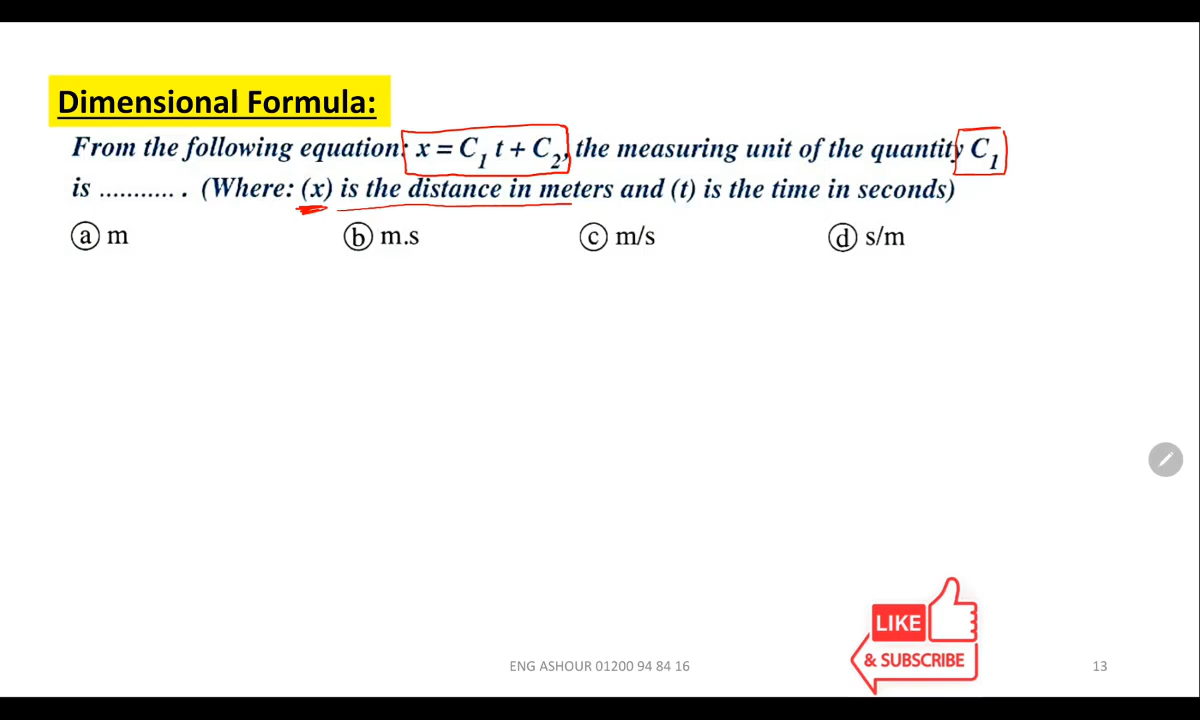 Dimensional Formula:
From the following equation: x = C₁ t + C₂, the measuring unit of the quantity C₁
is ........... . (Where: (x) is the distance in meters and (t) is the time in seconds)
ⓐ m ⓑ m.s ⓒ m/s ⓓ s/m
LIKE
& SUBSCRIBE
ENG ASHOUR 01200 94 84 16
13